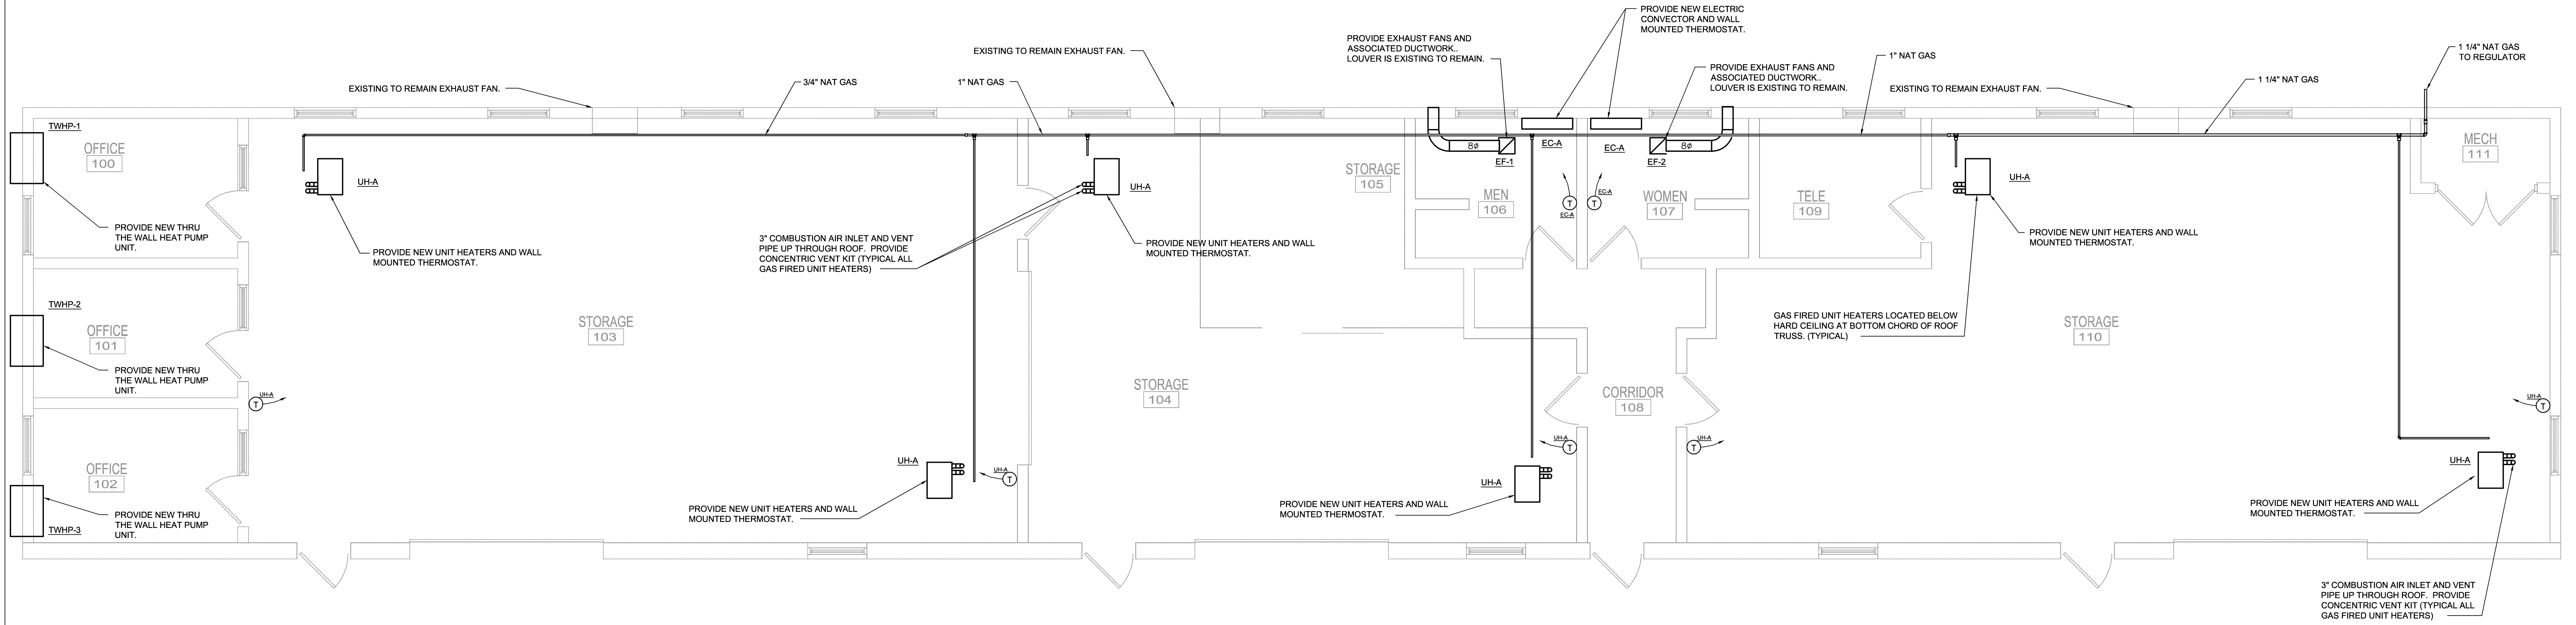 PROVIDE NEW ELECTRIC
CONVECTOR AND WALL
MOUNTED THERMOSTAT.
PROVIDE EXHAUST FANS AND
ASSOCIATED DUCTWORK..
LOUVER IS EXISTING TO REMAIN.
EXISTING TO REMAIN EXHAUST FAN.
1" NAT GAS
1 1/4" NAT GAS
TO REGULATOR
PROVIDE EXHAUST FANS AND
ASSOCIATED DUCTWORK..
LOUVER IS EXISTING TO REMAIN.
EXISTING TO REMAIN EXHAUST FAN.
3/4" NAT GAS
1" NAT GAS
EXISTING TO REMAIN EXHAUST FAN.
1 1/4" NAT GAS
TWHP-1
OFFICE
100
UH-A
UH-A
STORAGE
105
8ø
EF-1
EC-A
EC-A
EF-2
8ø
UH-A
MECH
111
MEN
106
EC-A
T
EC-A
T
WOMEN
107
TELE
109
PROVIDE NEW THRU
THE WALL HEAT PUMP
UNIT.
PROVIDE NEW UNIT HEATERS AND WALL
MOUNTED THERMOSTAT.
3" COMBUSTION AIR INLET AND VENT
PIPE UP THROUGH ROOF. PROVIDE
CONCENTRIC VENT KIT (TYPICAL ALL
GAS FIRED UNIT HEATERS)
PROVIDE NEW UNIT HEATERS AND WALL
MOUNTED THERMOSTAT.
PROVIDE NEW UNIT HEATERS AND WALL
MOUNTED THERMOSTAT.
TWHP-2
OFFICE
101
STORAGE
103
GAS FIRED UNIT HEATERS LOCATED BELOW
HARD CEILING AT BOTTOM CHORD OF ROOF
TRUSS. (TYPICAL)
STORAGE
110
PROVIDE NEW THRU
THE WALL HEAT PUMP
UNIT.
UH-A
T
STORAGE
104
CORRIDOR
108
UH-A
T
OFFICE
102
UH-A
UH-A
T
UH-A
T
UH-A
T
UH-A
UH-A
PROVIDE NEW THRU
THE WALL HEAT PUMP
UNIT.
TWHP-3
PROVIDE NEW UNIT HEATERS AND WALL
MOUNTED THERMOSTAT.
PROVIDE NEW UNIT HEATERS AND WALL
MOUNTED THERMOSTAT.
PROVIDE NEW UNIT HEATERS AND WALL
MOUNTED THERMOSTAT.
3" COMBUSTION AIR INLET AND VENT
PIPE UP THROUGH ROOF. PROVIDE
CONCENTRIC VENT KIT (TYPICAL ALL
GAS FIRED UNIT HEATERS)